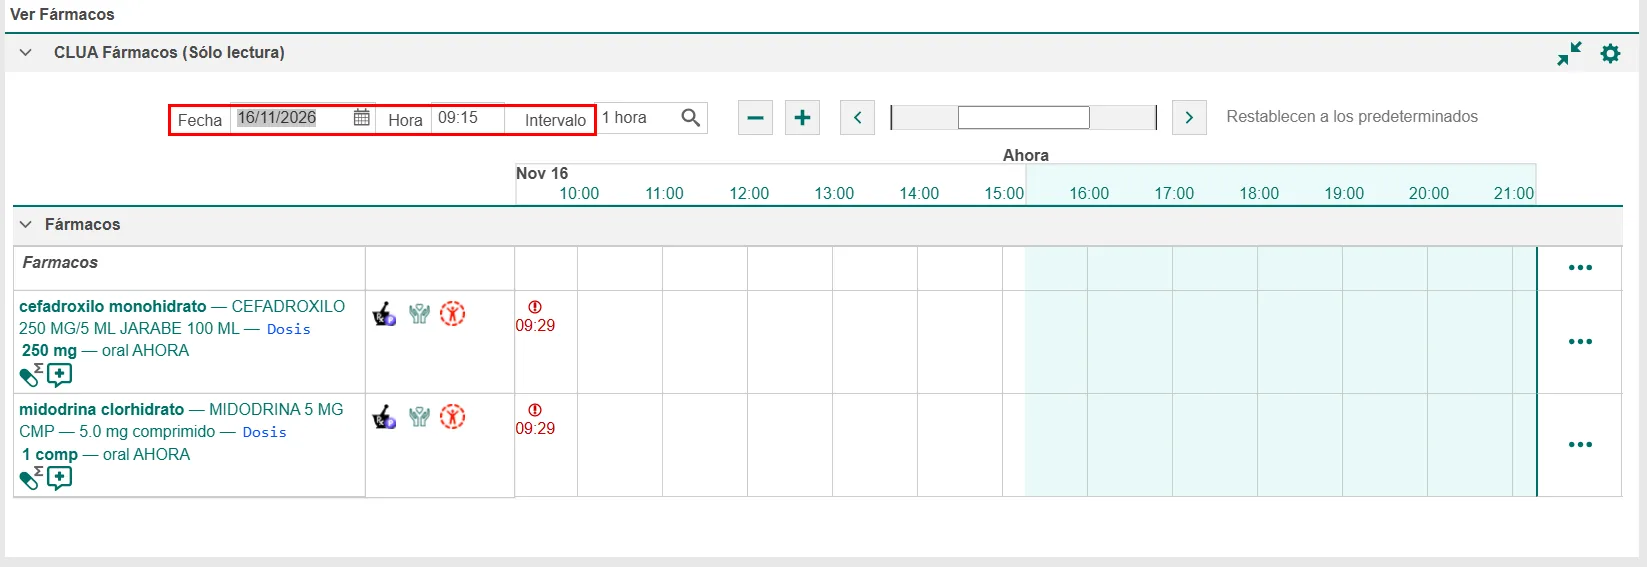 Ver Fármacos
CLUA Fármacos (Sólo lectura)
Fecha 16/11/2026 Hora 09:15 Intervalo 1 hora Restablecen a los predeterminados
Ahora
Nov 16
10:00 11:00 12:00 13:00 14:00 15:00 16:00 17:00 18:00 19:00 20:00 21:00
Fármacos
Farmacos
cefadroxilo monohidrato — CEFADROXILO
250 MG/5 ML JARABE 100 ML — Dosis
250 mg — oral AHORA
09:29
midodrina clorhidrato — MIDODRINA 5 MG
CMP — 5.0 mg comprimido — Dosis
1 comp — oral AHORA
09:29